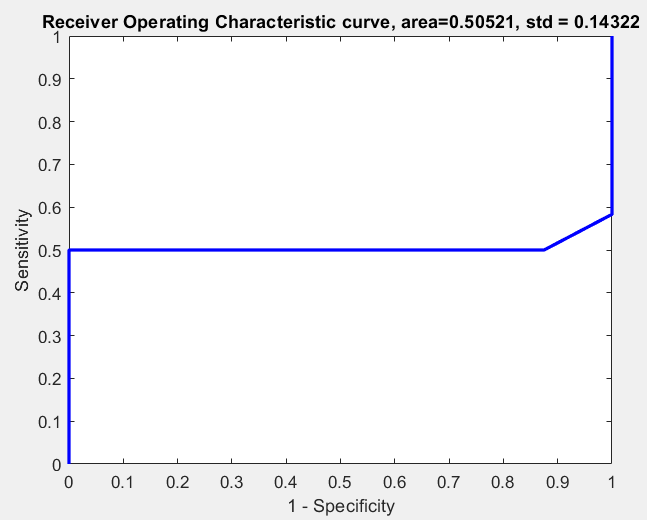 Receiver Operating Characteristic curve, area=0.50521, std = 0.14322
1
0.9
0.8
0.7
0.6
0.5
0.4
0.3
0.2
0.1
0
Sensitivity
0 0.1 0.2 0.3 0.4 0.5 0.6 0.7 0.8 0.9 1
1 - Specificity